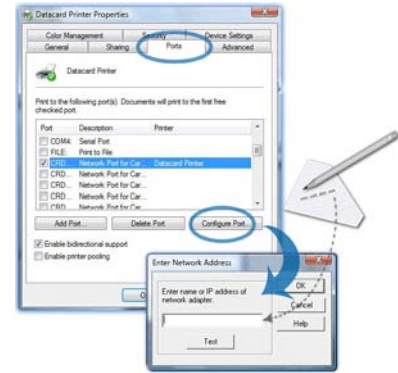 Datacard Printer Properties
Color Management Security Device Settings
General Sharing Ports Advanced
Datacard Printer
Print to the following port(s). Documents will print to the first free
checked port.
Port Description Printer
COM4: Serial Port
FILE: Print to File
CRD... Network Port for Car... Datacard Printer
CRD... Network Port for Car...
CRD... Network Port for Car...
CRD... Network Port for Car...
Add Port... Delete Port Configure Port...
Enable bidirectional support
Enable printer pooling
Enter Network Address
Enter name or IP address of
network adapter.
OK
Cancel
Help
Test